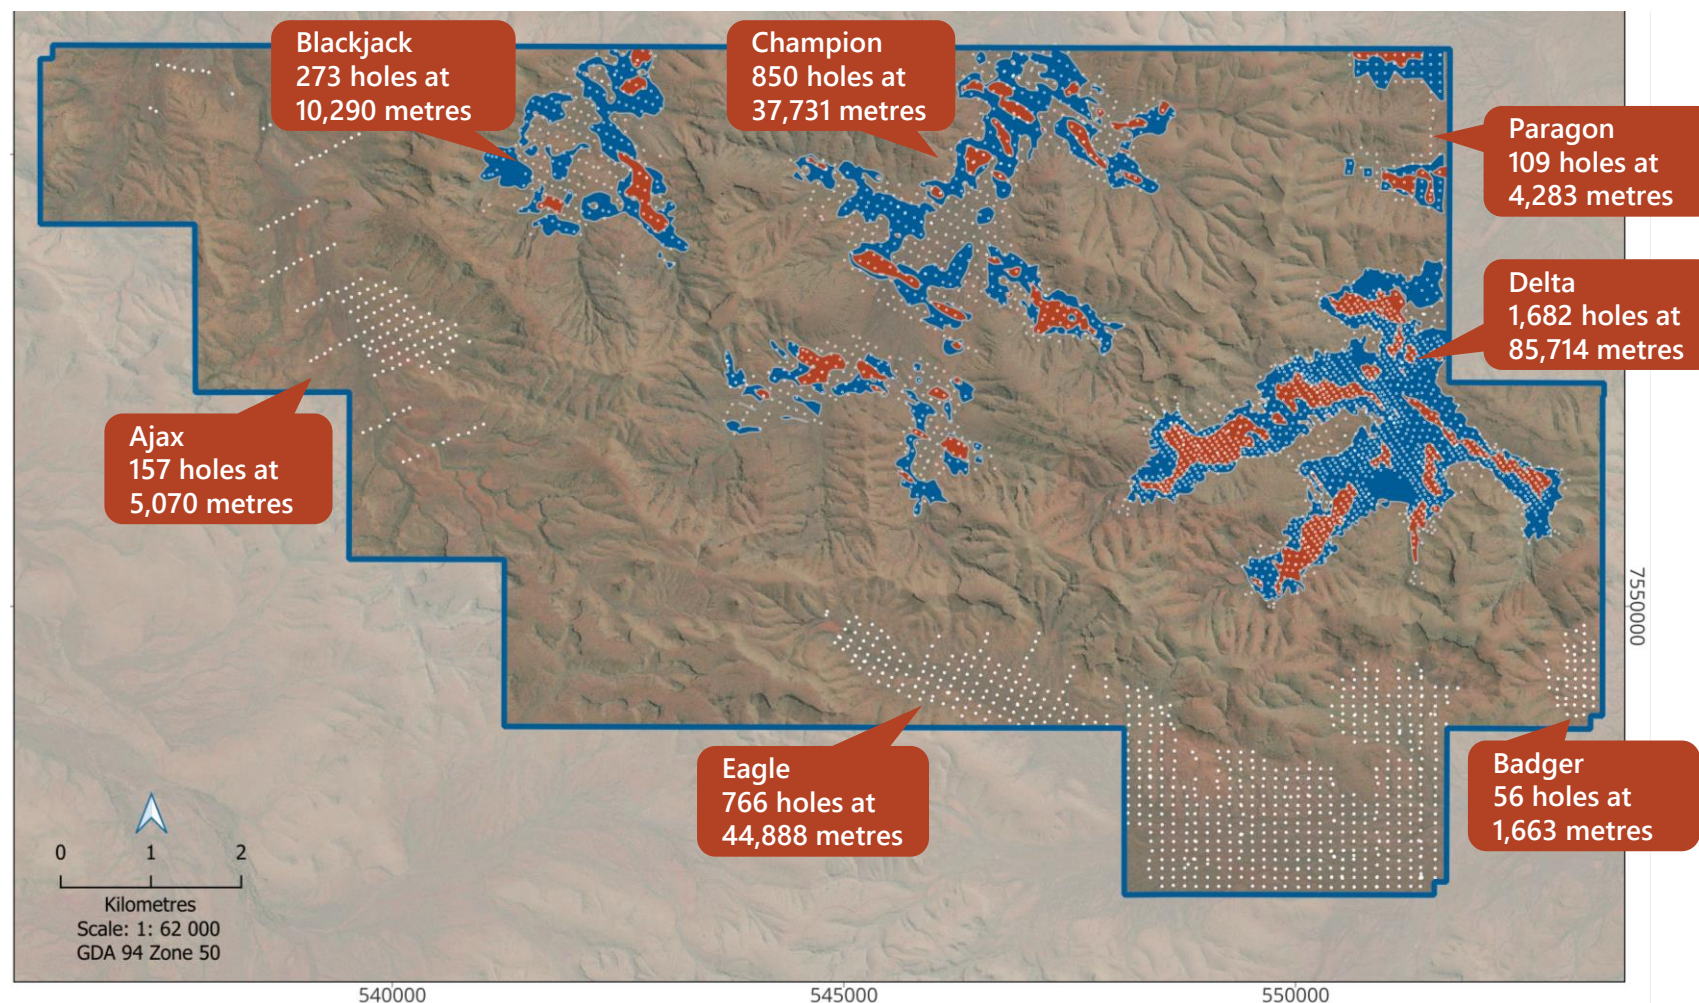 Blackjack
273 holes at
10,290 metres
Champion
850 holes at
37,731 metres
Paragon
109 holes at
4,283 metres
Delta
1,682 holes at
85,714 metres
Ajax
157 holes at
5,070 metres
Eagle
766 holes at
44,888 metres
Badger
56 holes at
1,663 metres
7550000
0 1 2
Kilometres
Scale: 1: 62 000
GDA 94 Zone 50
540000 545000 550000